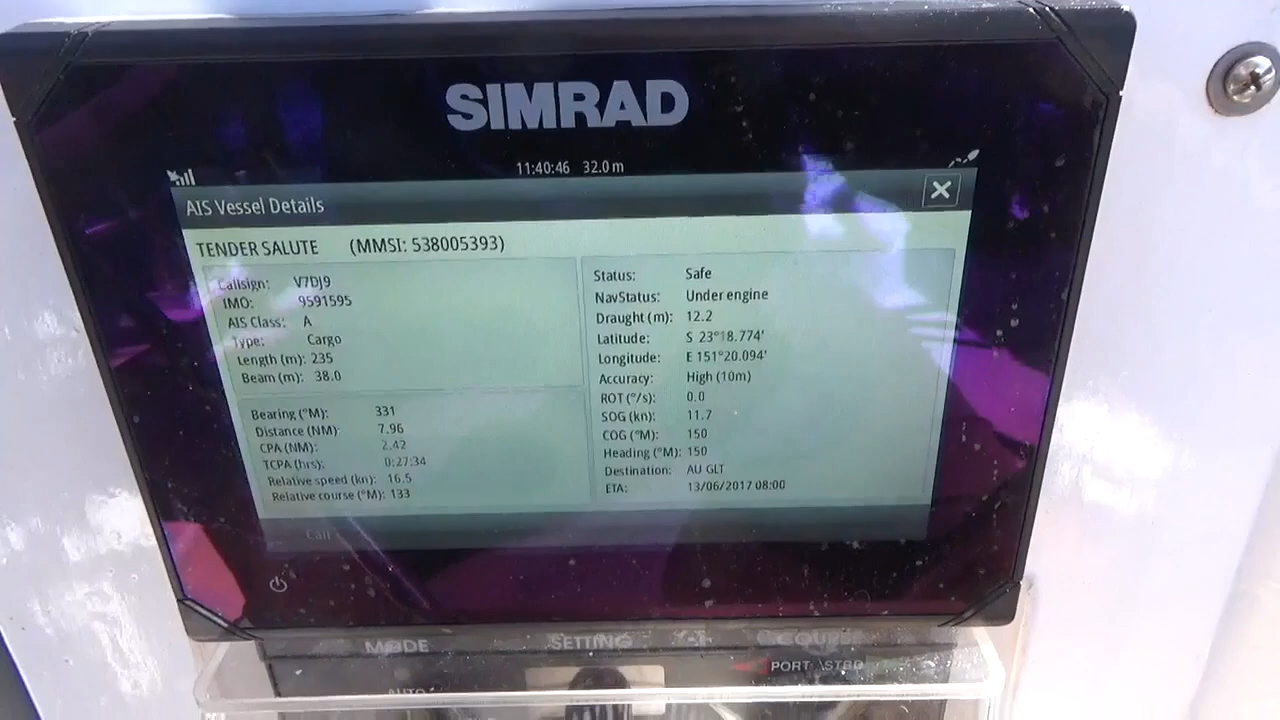 SIMRAD
11:40:46 32.0 m
AIS Vessel Details
TENDER SALUTE (MMSI: 538005393)
Callsign: V7DJ9
IMO: 9591595
AIS Class: A
Type: Cargo
Length (m): 235
Beam (m): 38.0
Bearing (°M): 331
Distance (NM): 7.96
CPA (NM): 2.42
TCPA (hrs): 0:27:34
Relative speed (kn): 16.5
Relative course (°M): 133
Status: Safe
NavStatus: Under engine
Draught (m): 12.2
Latitude: S 23°18.774'
Longitude: E 151°20.094'
Accuracy: High (10m)
ROT (°/s): 0.0
SOG (kn): 11.7
COG (°M): 150
Heading (°M): 150
Destination: AU GLT
ETA: 13/06/2017 08:00
Call
MODE SETTING COURSE
PORT \STBD
AUTO